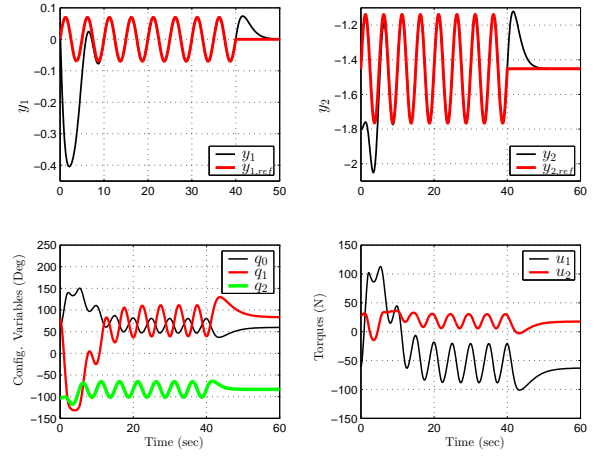 0.1
0
−0.1
−0.2
−0.3
−0.4
0 10 20 30 40 50
y1
y1
y1,ref
−1.2
−1.4
−1.6
−1.8
−2
0 20 40 60
y2
y2
y2,ref
250
200
150
100
50
0
−50
−100
−150
0 20 40 60
Config. Variables (Deg)
Time (sec)
q0
q1
q2
150
100
50
0
−50
−100
−150
0 20 40 60
Torques (N)
Time (sec)
u1
u2